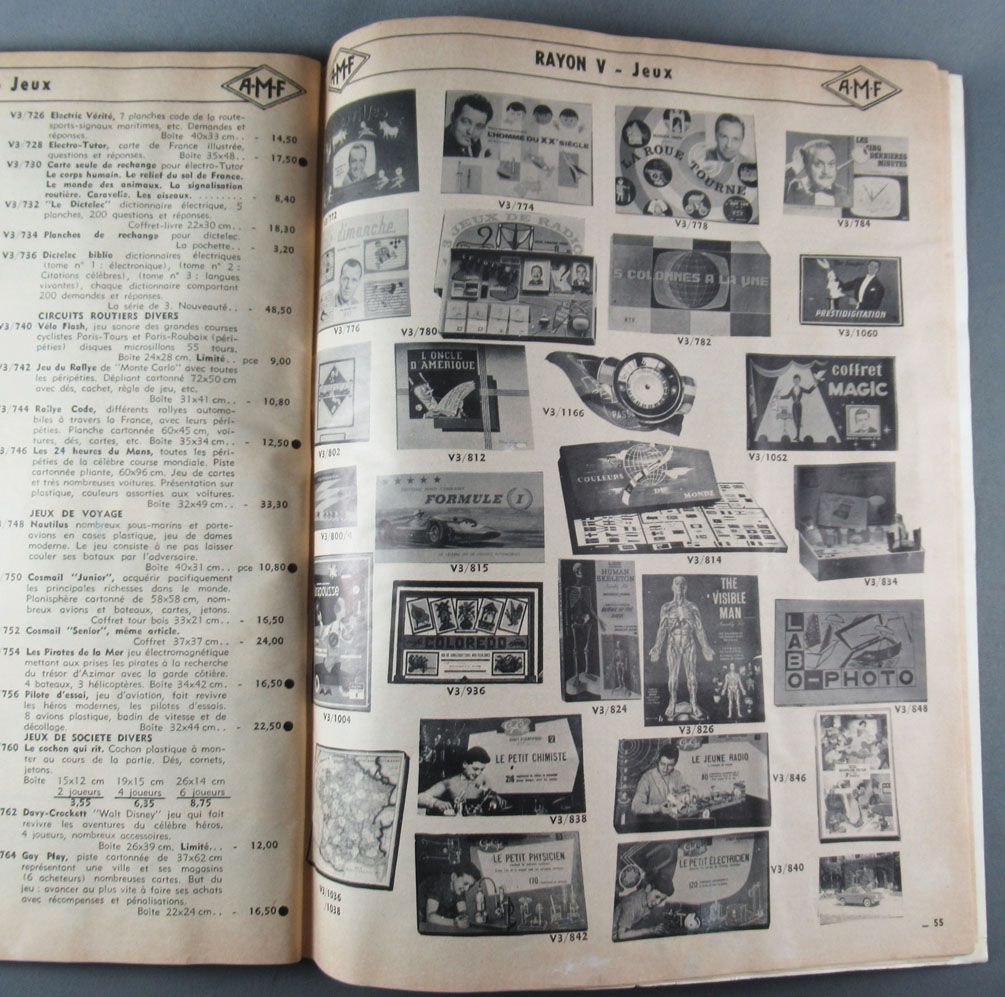 - Jeux
A·M·F
V3/726 Electric Vérité, 7 planches code de la route-
sports-signaux maritimes, etc. Demandes et
réponses. Boîte 40x33 cm.. - 14,50
V3/728 Electro-Tutor, carte de France illustrée,
questions et réponses. Boîte 35x48.. - 17,50●
V3/730 Carte seule de rechange pour électro-Tutor
Le corps humain. Le relief du sol de France.
Le monde des animaux. La signalisation
routière. Caravelle. Les oiseaux. ........ - 8,40
V3/732 "Le Dictelec" dictionnaire électrique, 5
planches, 200 questions et réponses.
Coffret-livre 22x30 cm.. - 18,30
V3/734 Planches de rechange pour dictelec.
La pochette.. - 3,20
V3/736 Dictelec biblio dictionnaires électriques
(tome n° 1 : électronique), (tome n° 2 :
Citations célèbres), (tome n° 3 : langues
vivantes), chaque dictionnaire comportant
200 demandes et réponses.
La série de 3. Nouveauté.. - 48,50
CIRCUITS ROUTIERS DIVERS
V3/740 Vélo Flash, jeu sonore des grandes courses
cyclistes Paris-Tours et Paris-Roubaix (péri-
péties) disques microsillons 55 tours.
Boîte 24x28 cm. Limité.. pce 9,00
V3/742 Jeu du Rallye de "Monte Carlo" avec toutes
les péripéties. Dépliant cartonné 72x50 cm
avec dés, cachet, règle de jeu, etc.
Boîte 31x41 cm.. - 10,80
V3/744 Rallye Code, différents rallyes automo-
biles à travers la France, avec leurs péri-
péties. Planche cartonnée 60x45 cm, voi-
tures, dés, cartes, etc. Boîte 35x34 cm.. - 12,50●
V3/746 Les 24 heures du Mans, toutes les péri-
péties de la célèbre course mondiale. Piste
cartonnée pliante, 60x96 cm. Jeu de cartes
et très nombreuses voitures. Présentation sur
plastique, couleurs assorties aux voitures.
Boîte 32x49 cm.. - 33,30
JEUX DE VOYAGE
/748 Nautilus nombreux sous-marins et porte-
avions en cases plastique, jeu de dames
moderne. Le jeu consiste à ne pas laisser
couler ses bateaux par l'adversaire.
Boîte 40x31 cm.. pce 10,80●
/750 Cosmail "Junior", acquérir pacifiquement
les principales richesses dans le monde.
Planisphère cartonné de 58x58 cm, nom-
breux avions et bateaux, cartes, jetons.
Coffret tour bois 33x21 cm.. - 16,50
/752 Cosmail "Senior", même article.
Coffret 37x37 cm.. - 24,00
/754 Les Pirates de la Mer jeu électromagnétique
mettant aux prises les pirates à la recherche
du trésor d'Azimar avec la garde côtière.
4 bateaux, 3 hélicoptères. Boîte 34x42 cm.. - 16,50●
756 Pilote d'essai, jeu d'aviation, fait revivre
les héros modernes, les pilotes d'essais.
8 avions plastique, badin de vitesse et de
décollage. Boîte 32x44 cm.. - 22,50●
JEUX DE SOCIETE DIVERS
760 Le cochon qui rit. Cochon plastique à mon-
ter au cours de la partie. Dés, cornets,
jetons.
Boîte 15x12 cm 19x15 cm 26x14 cm
2 joueurs 4 joueurs 6 joueurs
3,55 6,35 8,75
762 Davy-Crockett "Walt Disney" jeu qui fait
revivre les aventures du célèbre héros.
4 joueurs, nombreux accessoires.
Boîte 26x39 cm. Limité... - 12,00
764 Gay Play, piste cartonnée de 37x62 cm
représentant une ville et ses magasins
(6 acheteurs) nombreuses cartes. But du
jeu : avancer au plus vite à faire ses achats
avec récompenses et pénalisations.
Boîte 22x24 cm.. - 16,50●
A·M·F
RAYON V - Jeux
A·M·F
L'HOMME DU XXe SIÈCLE
LA ROUE TOURNE
LES CINQ DERNIÈRES MINUTES
V3/774
V3/778
V3/784
dimanche
JEUX DE RADIO
5 COLONNES A LA UNE
RTF
PRESTIDIGITATION
V3/776
V3/780
V3/782
V3/1060
L'ONCLE D'AMERIQUE
coffret MAGIC
V3/802
V3/812
V3/1166
V3/1062
FORMULE 1
COULEURS DU MONDE
V3/800/4
V3/815
V3/814
V3/834
COLOREDO
HUMAN SKELETON
THE VISIBLE MAN
LABO-PHOTO
V3/1004
V3/936
V3/824
V3/826
V3/848
LE PETIT CHIMISTE
LE JEUNE RADIO
V3/838
V3/846
LE PETIT PHYSICIEN
170
LE PETIT ÉLECTRICIEN
120
V3/840
V3/1036
/1038
V3/842
_ 55